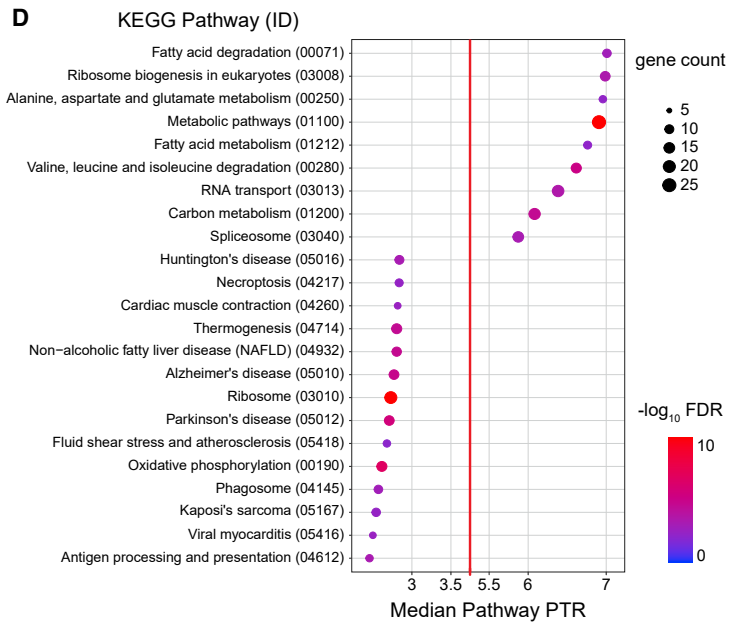 D
KEGG Pathway (ID)
Fatty acid degradation (00071)
Ribosome biogenesis in eukaryotes (03008)
Alanine, aspartate and glutamate metabolism (00250)
Metabolic pathways (01100)
Fatty acid metabolism (01212)
Valine, leucine and isoleucine degradation (00280)
RNA transport (03013)
Carbon metabolism (01200)
Spliceosome (03040)
Huntington's disease (05016)
Necroptosis (04217)
Cardiac muscle contraction (04260)
Thermogenesis (04714)
Non−alcoholic fatty liver disease (NAFLD) (04932)
Alzheimer's disease (05010)
Ribosome (03010)
Parkinson's disease (05012)
Fluid shear stress and atherosclerosis (05418)
Oxidative phosphorylation (00190)
Phagosome (04145)
Kaposi's sarcoma (05167)
Viral myocarditis (05416)
Antigen processing and presentation (04612)
3 3.5 5.5 6 7
Median Pathway PTR
gene count
5
10
15
20
25
-log10 FDR
10
0